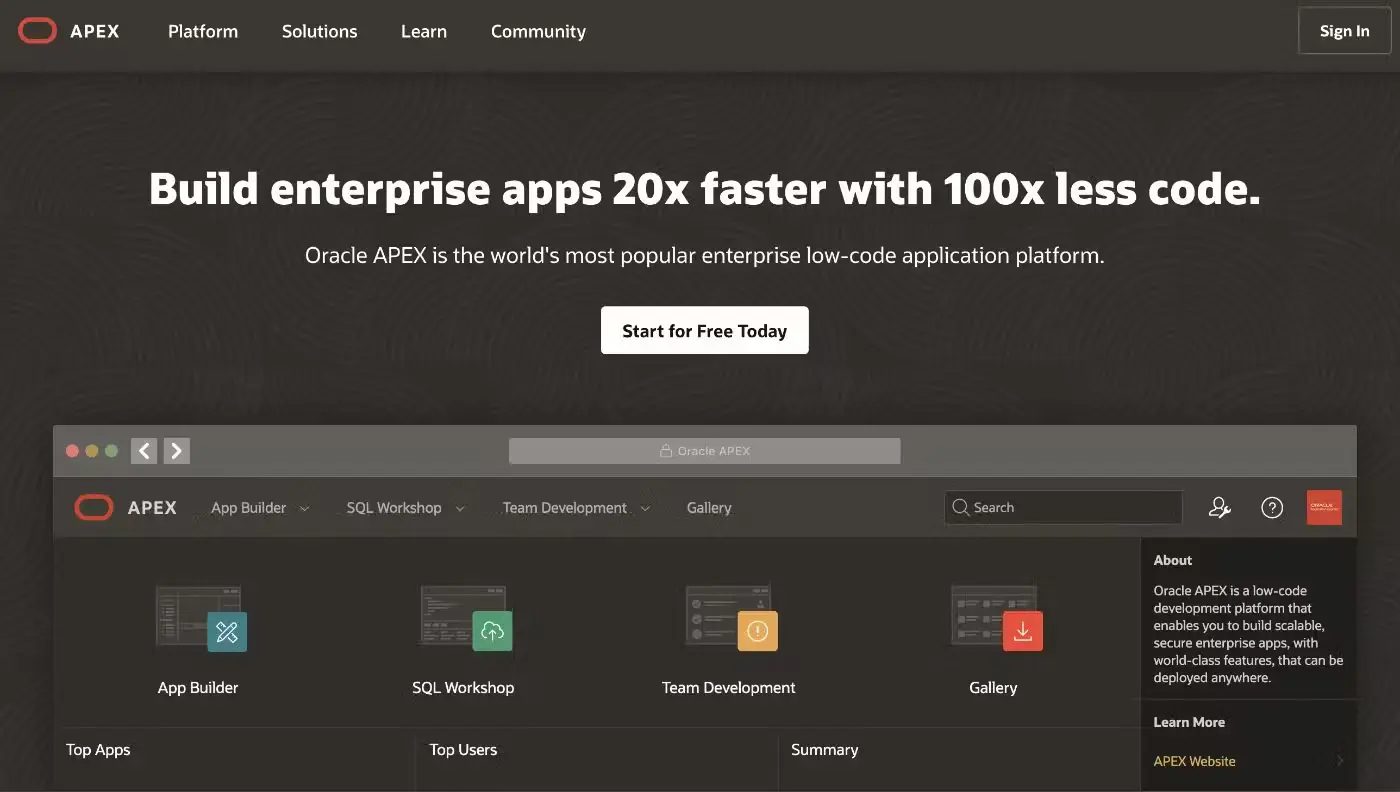 APEX Platform Solutions Learn Community Sign In
Build enterprise apps 20x faster with 100x less code.
Oracle APEX is the world's most popular enterprise low-code application platform.
Start for Free Today
Oracle APEX
APEX App Builder SQL Workshop Team Development Gallery Search
App Builder SQL Workshop Team Development Gallery
About
Oracle APEX is a low-code
development platform that
enables you to build scalable,
secure enterprise apps, with
world-class features, that can be
deployed anywhere.
Learn More
APEX Website
Top Apps Top Users Summary